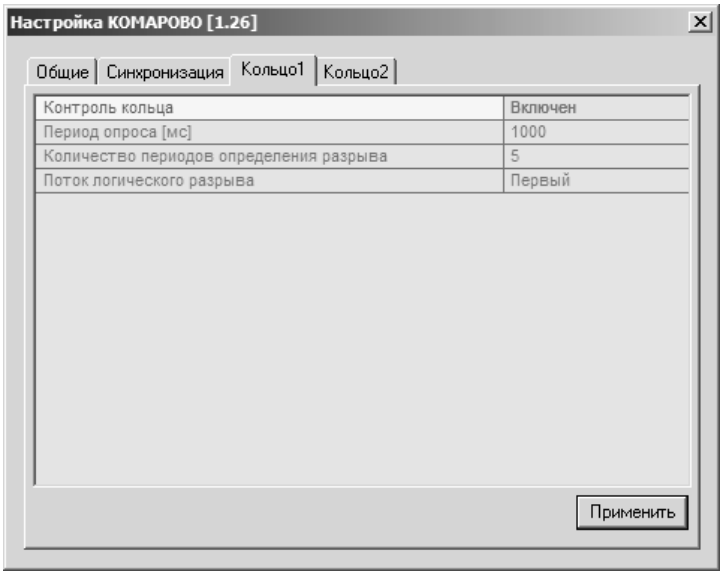 Настройка КОМАРОВО [1.26]
Общие Синхронизация Кольцо1 Кольцо2
Контроль кольца Включен
Период опроса [мс] 1000
Количество периодов определения разрыва 5
Поток логического разрыва Первый
Применить